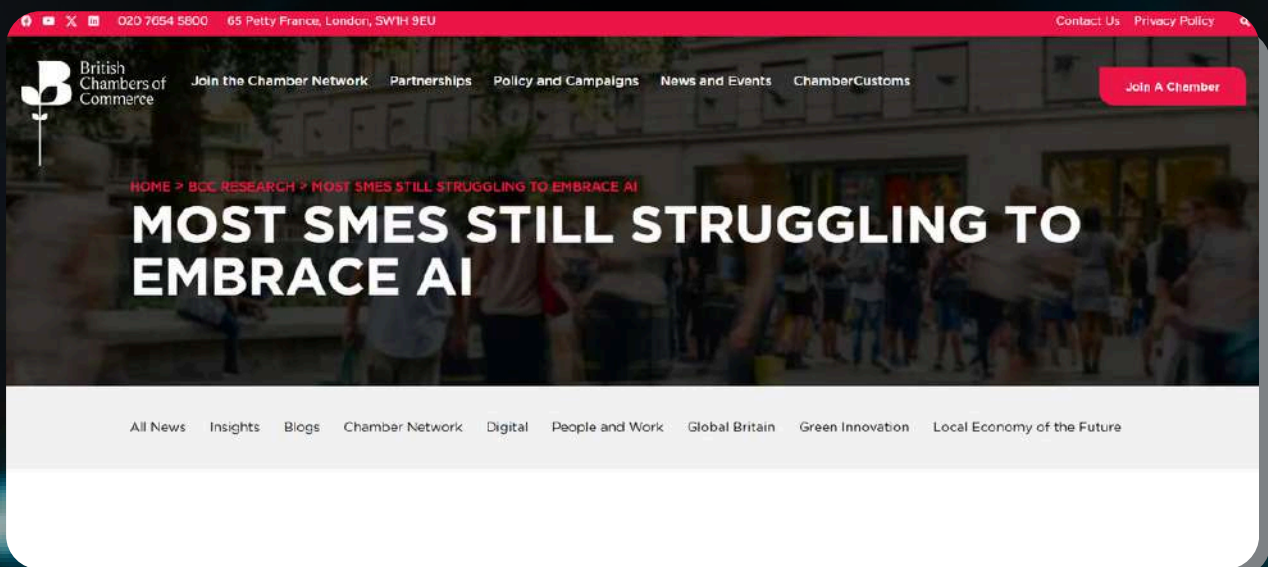 020 7654 5800 65 Petty France, London, SW1H 9EU Contact Us Privacy Policy
British
Chambers of
Commerce
Join the Chamber Network Partnerships Policy and Campaigns News and Events ChamberCustoms
Join A Chamber
HOME > BCC RESEARCH > MOST SMES STILL STRUGGLING TO EMBRACE AI
MOST SMES STILL STRUGGLING TO
EMBRACE AI
All News Insights Blogs Chamber Network Digital People and Work Global Britain Green Innovation Local Economy of the Future